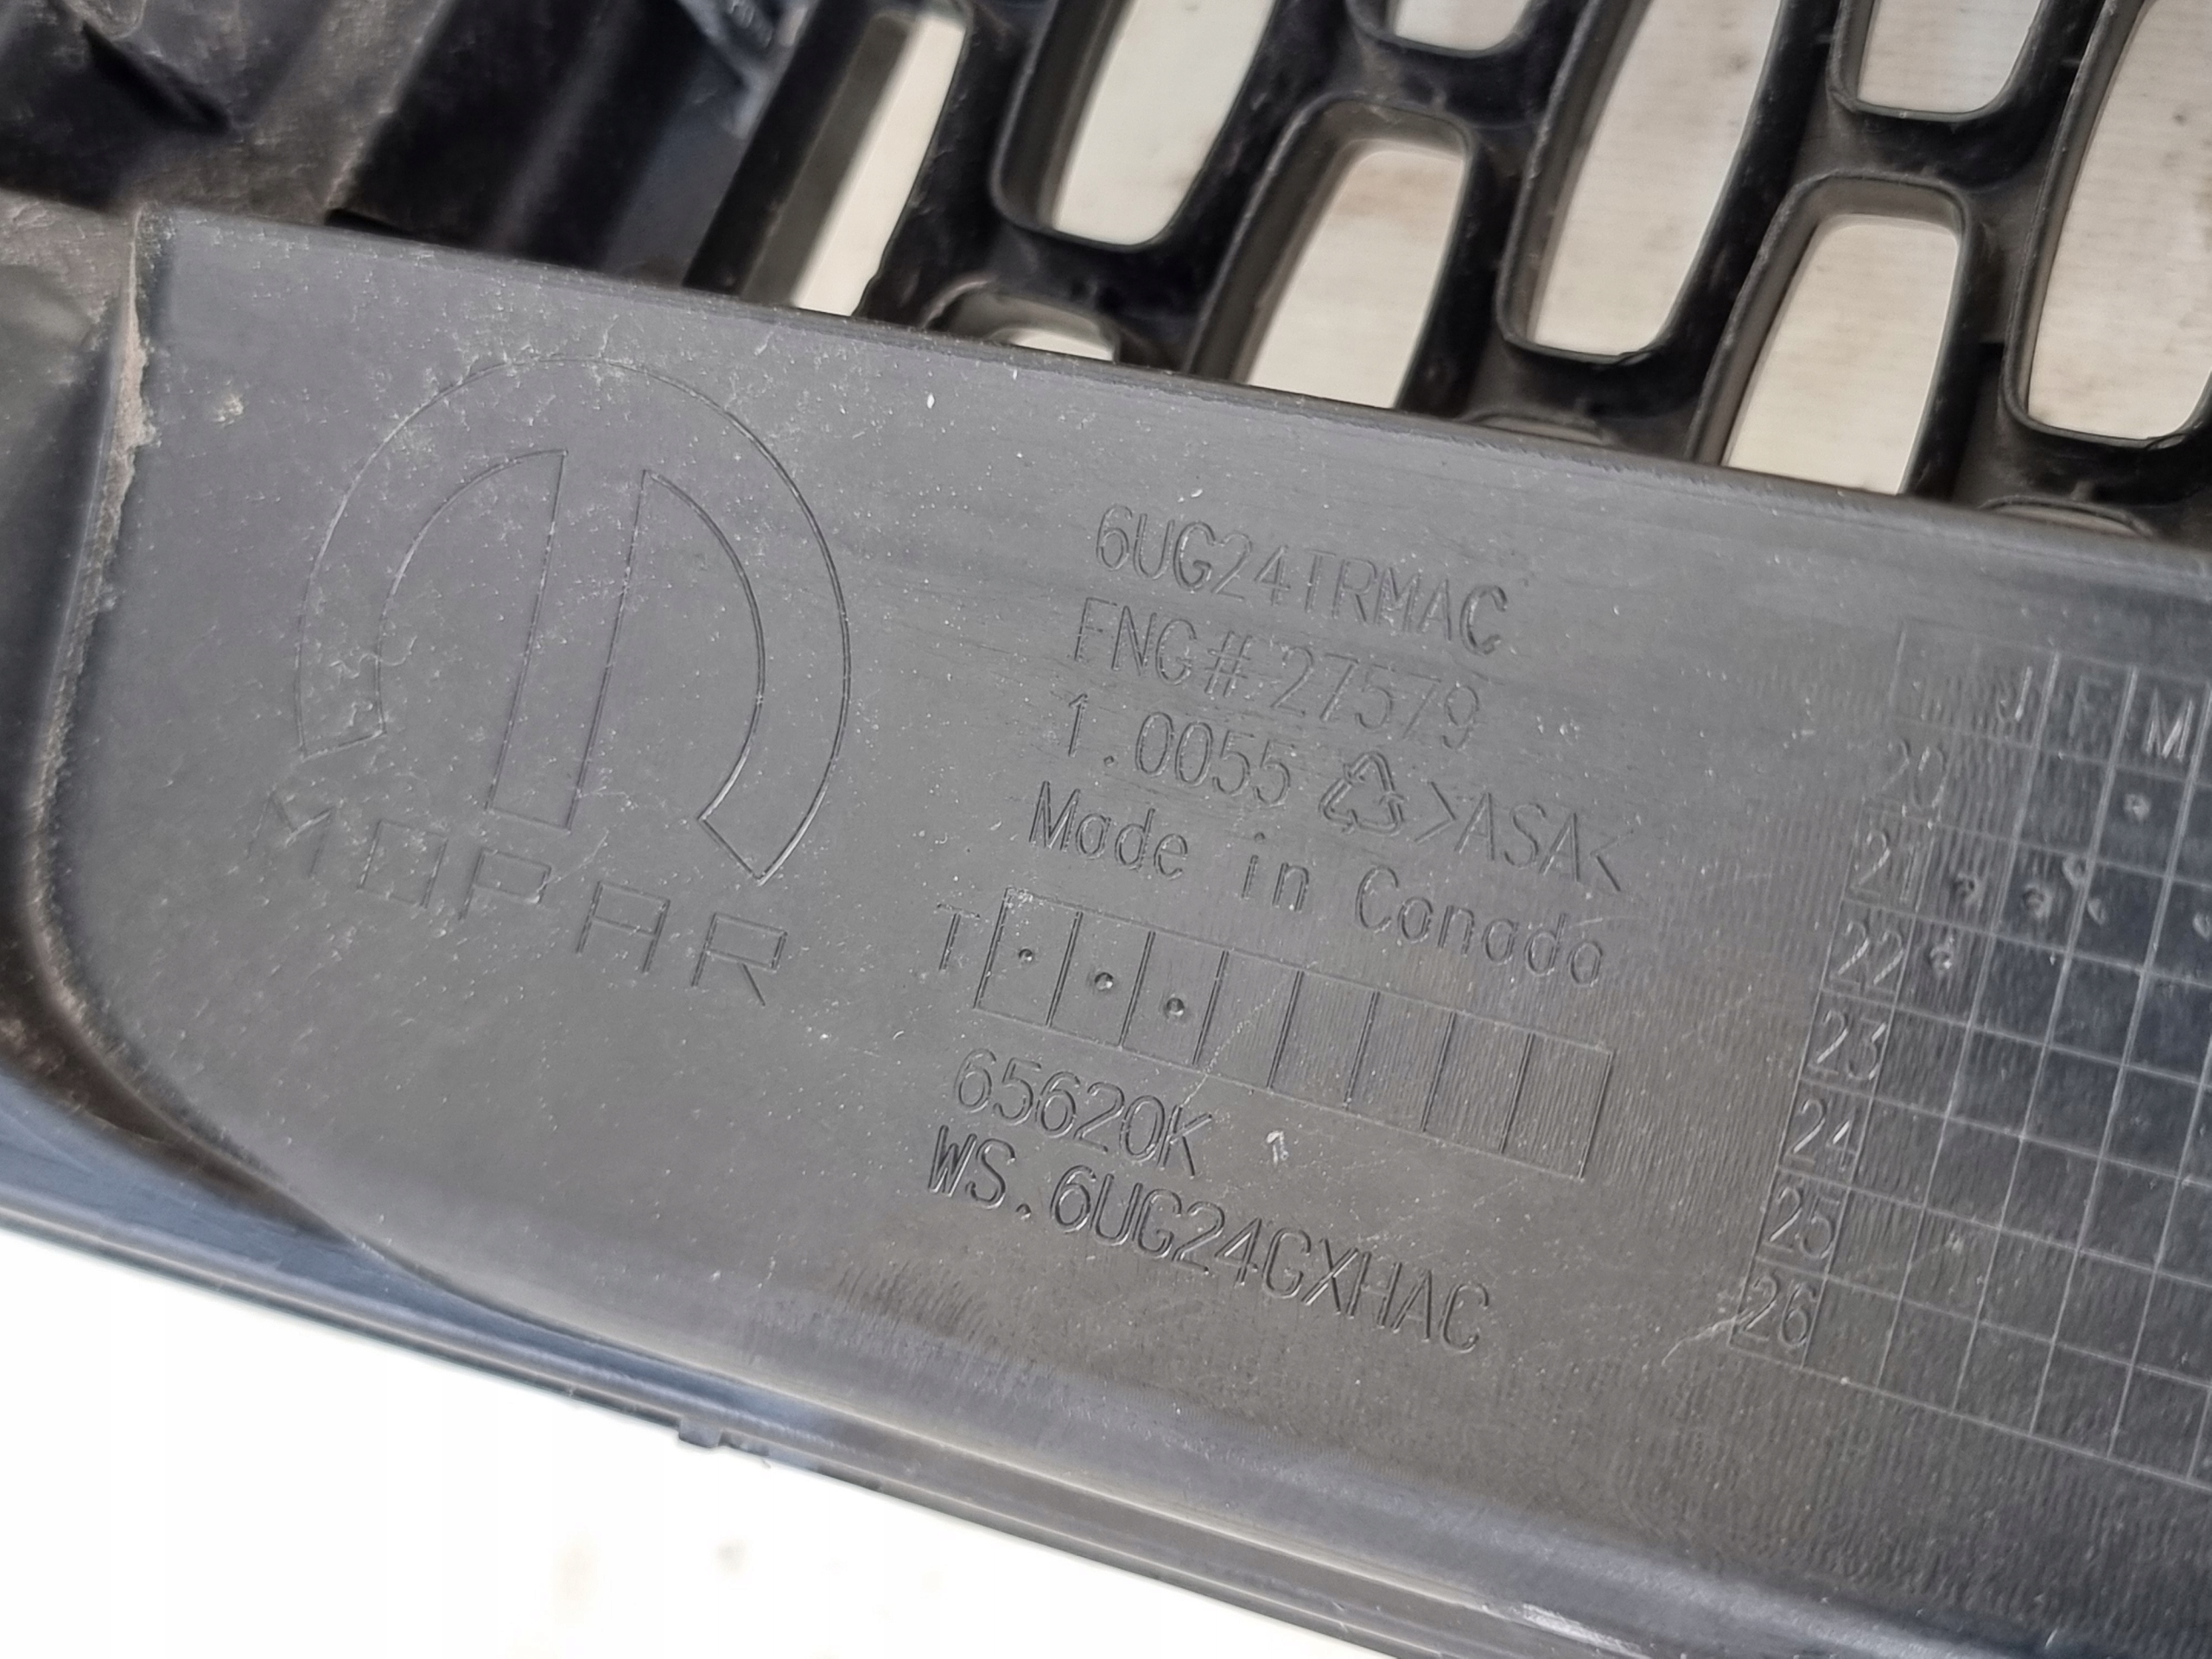 MOPAR
6UG24TRMAC
ENG# 27579
1.0055 >ASA<
Made in Canada
T
65620K
WS.6UG24GXHAC
J F M
20
21
22
23
24
25
26